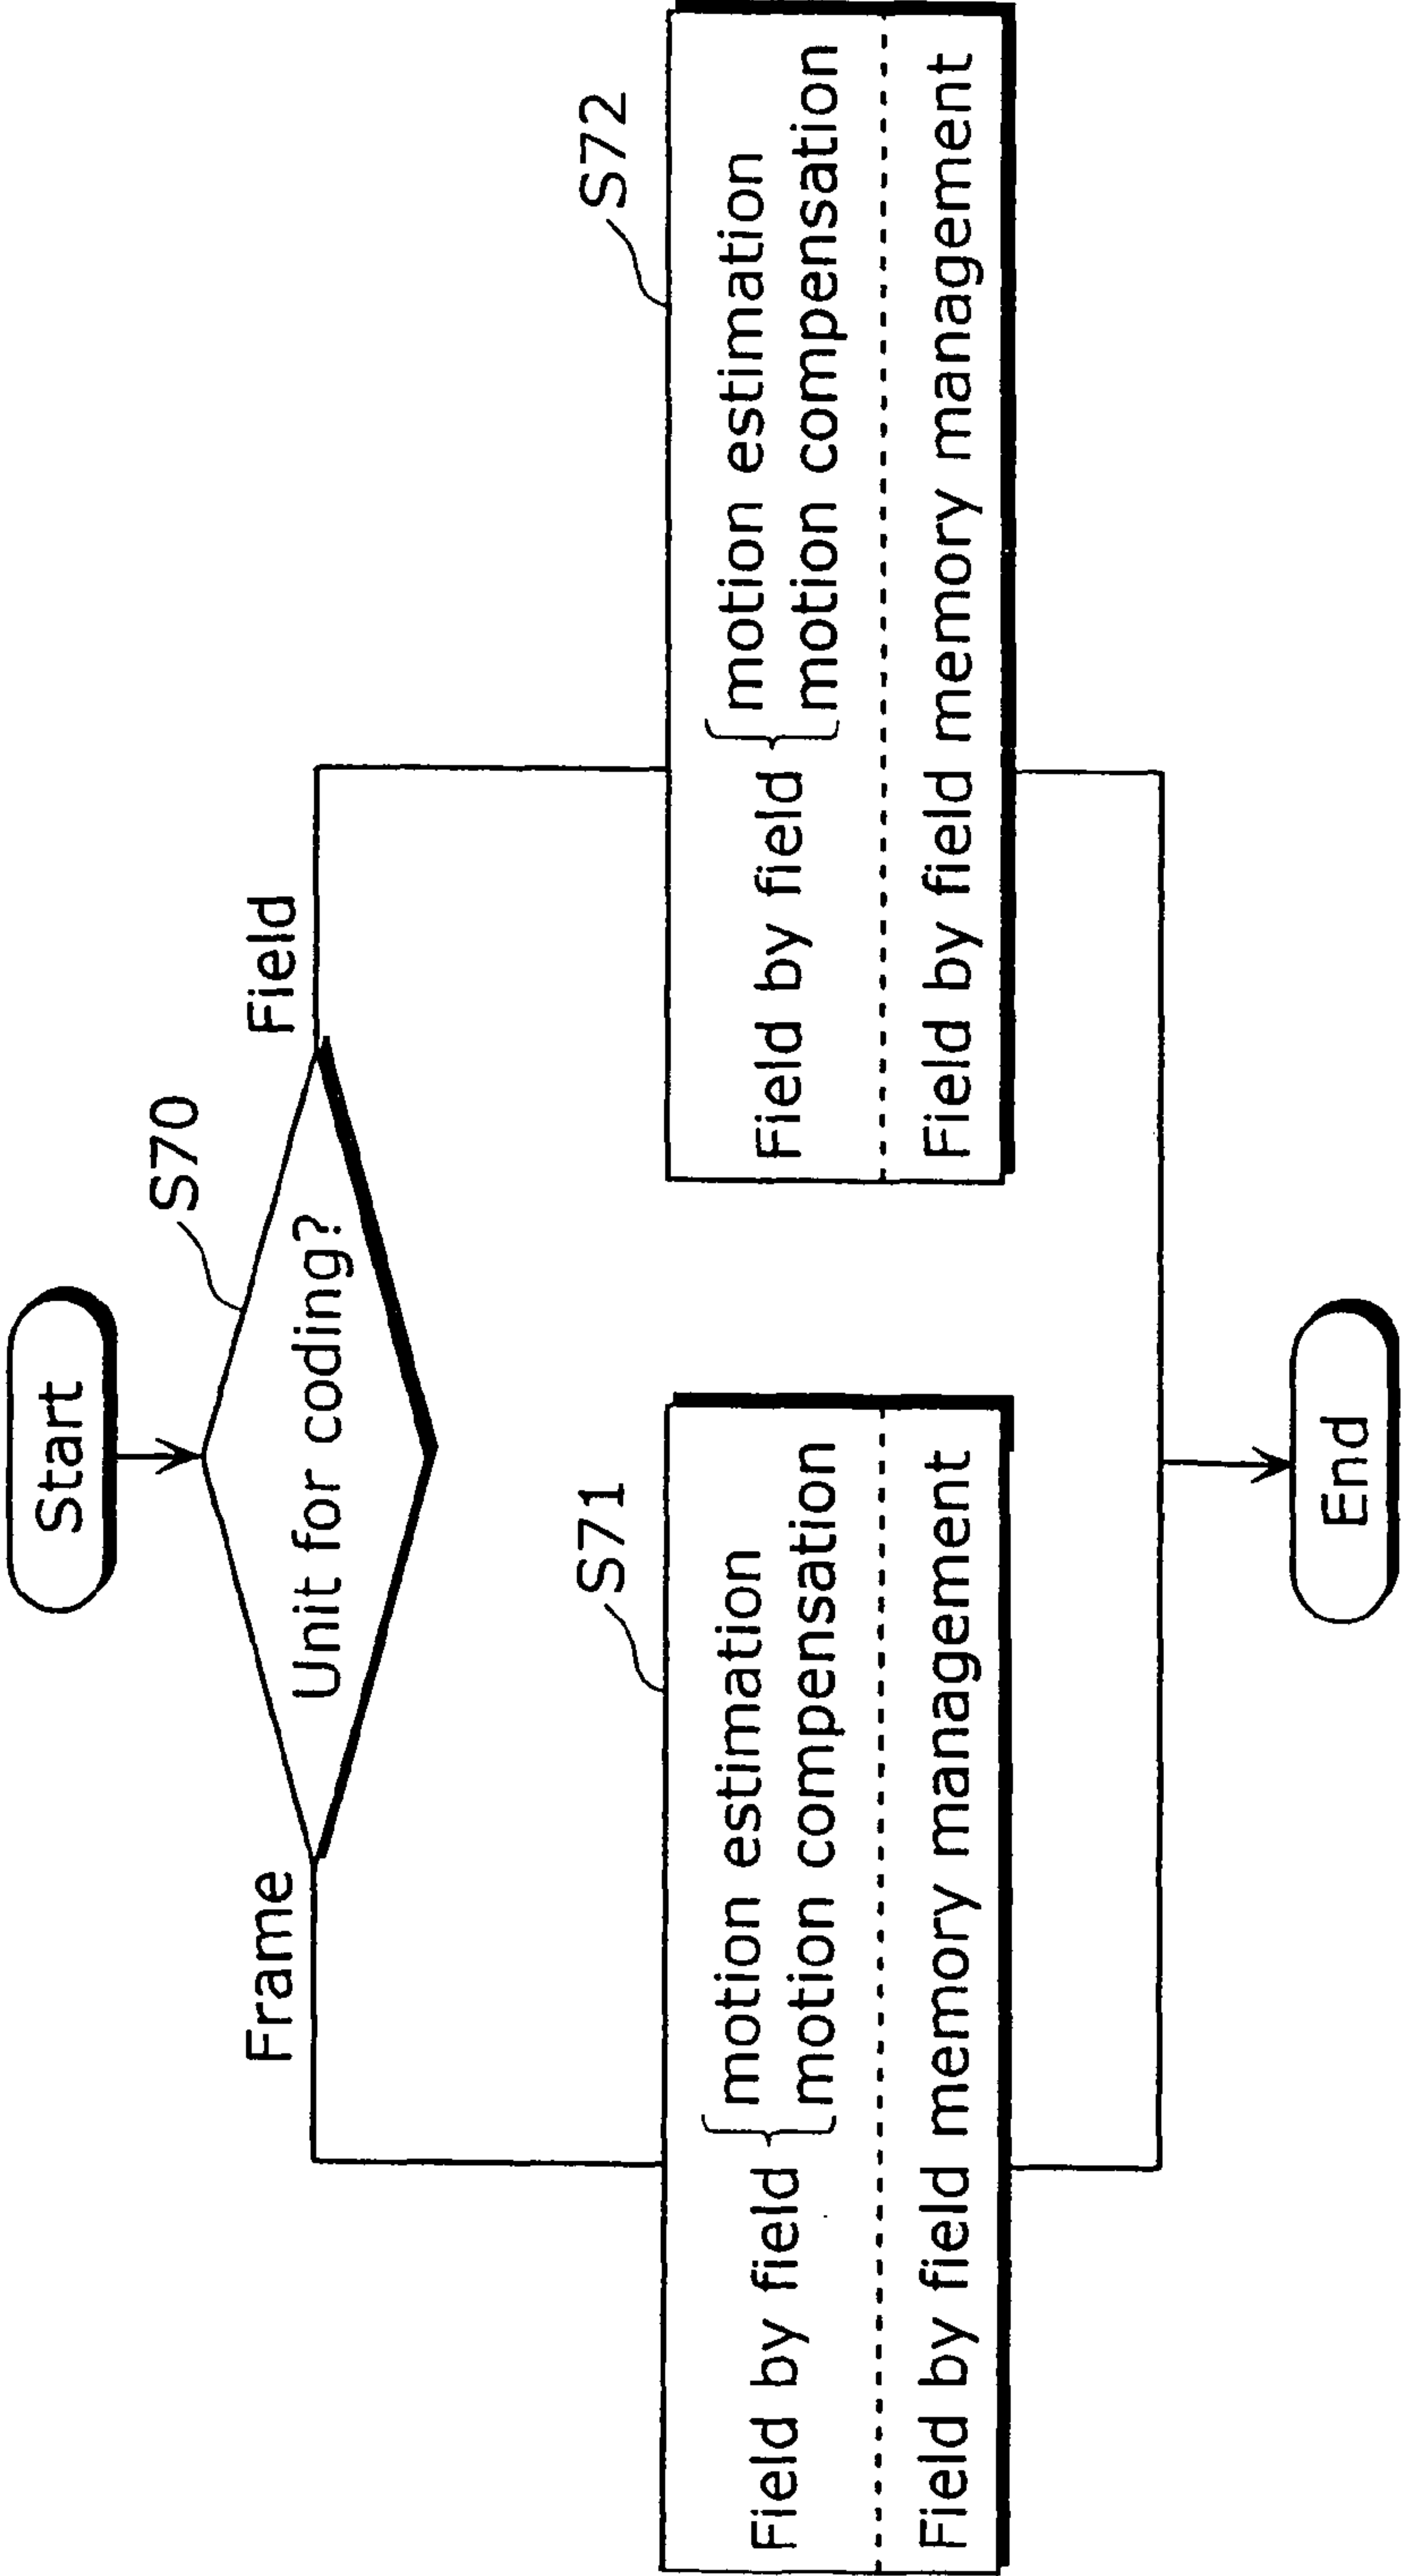 Start
S70
Unit for coding?
Frame
Field
S71
Field by field { motion estimation
motion compensation
Field by field memory management
S72
Field by field { motion estimation
motion compensation
Field by field memory management
End